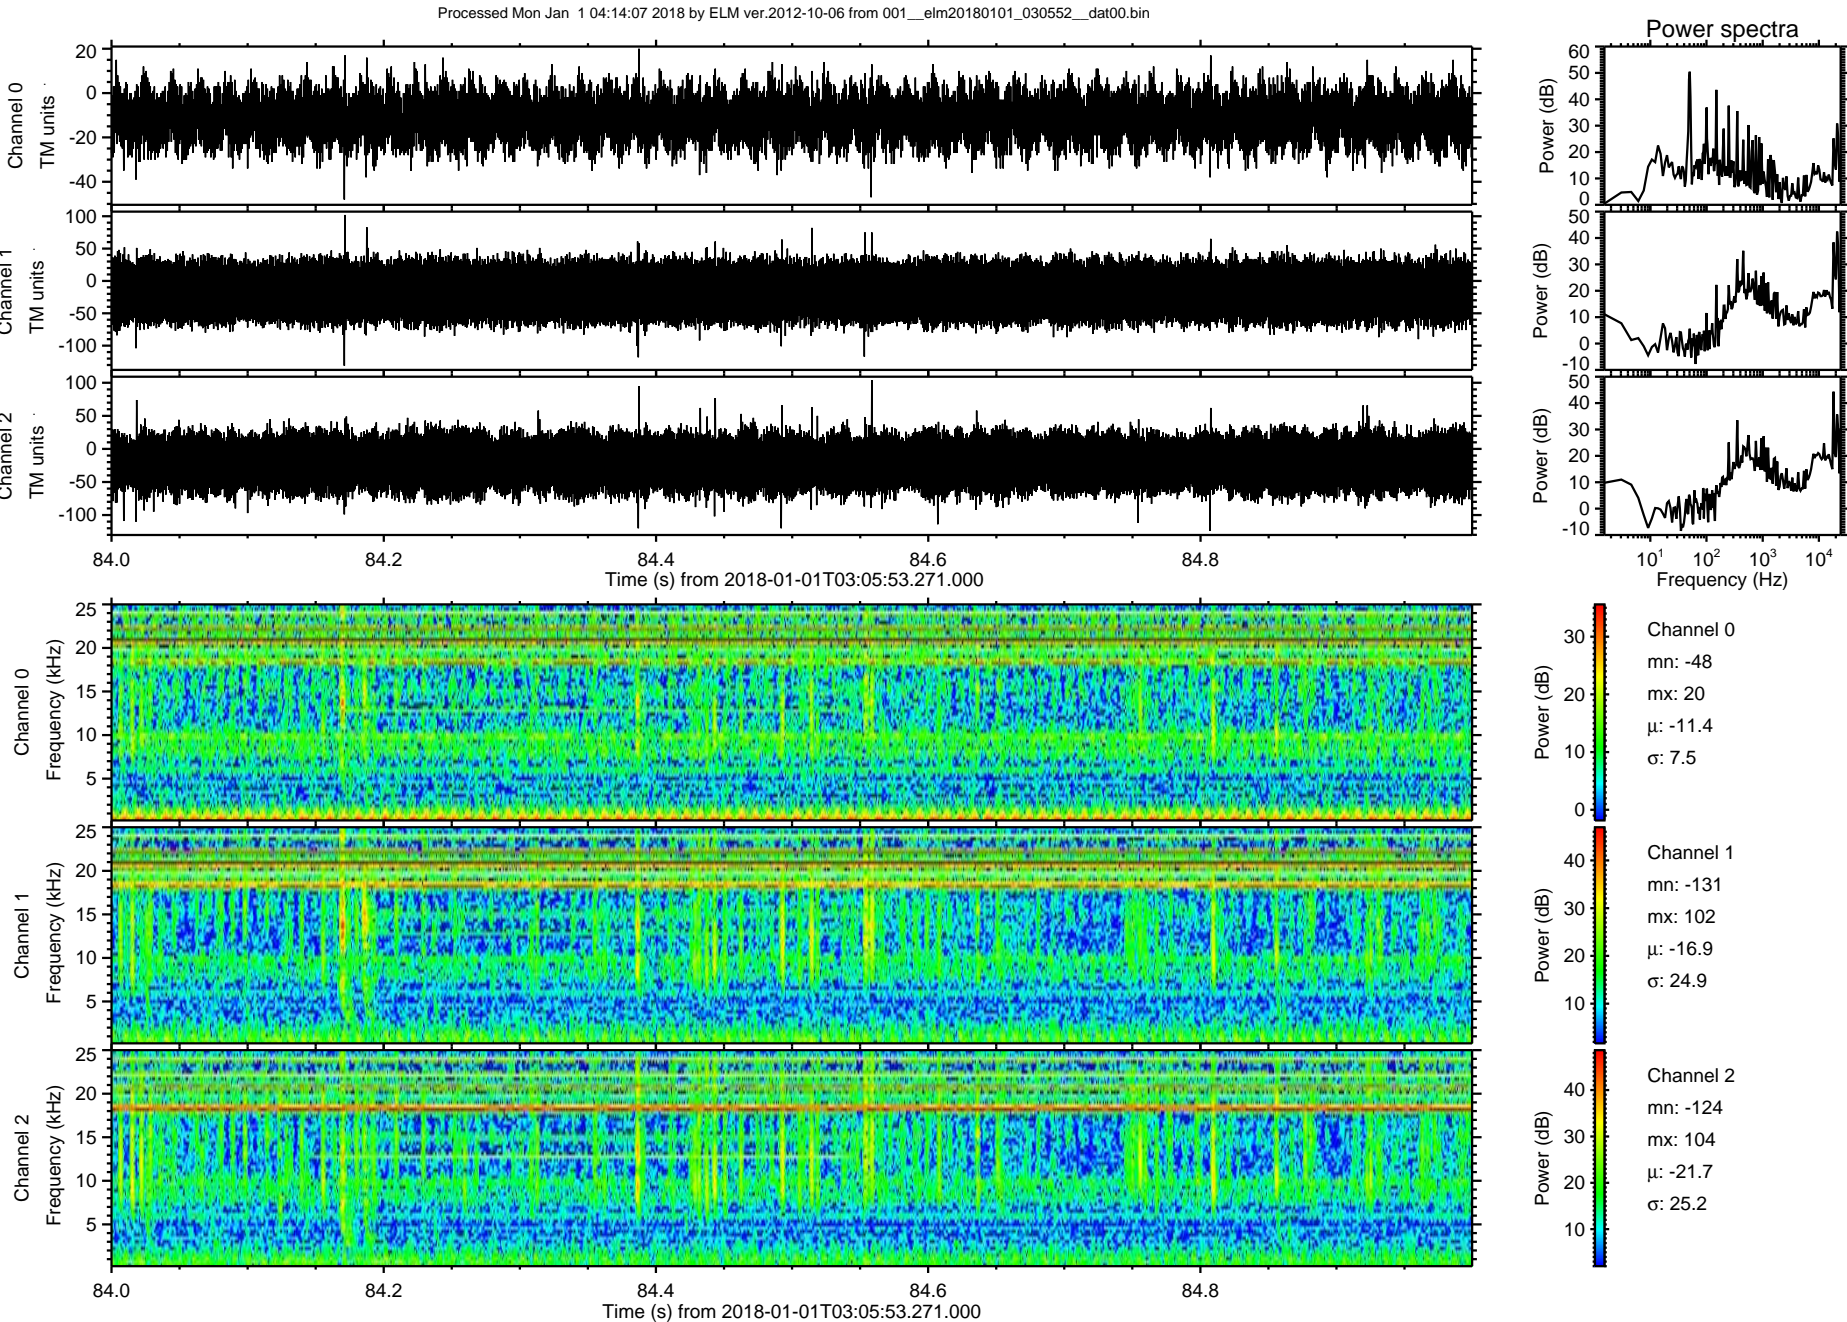 Processed Mon Jan  1 04:14:07 2018 by ELM ver.2012-10-06 from 001__elm20180101_030552__dat00.bin
Power spectra
Channel 0
TM units
20
0
-20
-40
Power (dB)
60
50
40
30
20
10
0
Channel 1
TM units
100
50
0
-50
-100
Power (dB)
50
40
30
20
10
0
-10
Channel 2
TM units
100
50
0
-50
-100
Power (dB)
50
40
30
20
10
0
-10
84.0 84.2 84.4 84.6 84.8
Time (s) from 2018-01-01T03:05:53.271.000
10¹ 10² 10³ 10⁴
Frequency (Hz)
Channel 0
Frequency (kHz)
25
20
15
10
5
Power (dB)
30
20
10
0
Channel 0
mn: -48
mx: 20
μ: -11.4
σ: 7.5
Channel 1
Frequency (kHz)
25
20
15
10
5
Power (dB)
40
30
20
10
Channel 1
mn: -131
mx: 102
μ: -16.9
σ: 24.9
Channel 2
Frequency (kHz)
25
20
15
10
5
Power (dB)
40
30
20
10
Channel 2
mn: -124
mx: 104
μ: -21.7
σ: 25.2
84.0 84.2 84.4 84.6 84.8
Time (s) from 2018-01-01T03:05:53.271.000